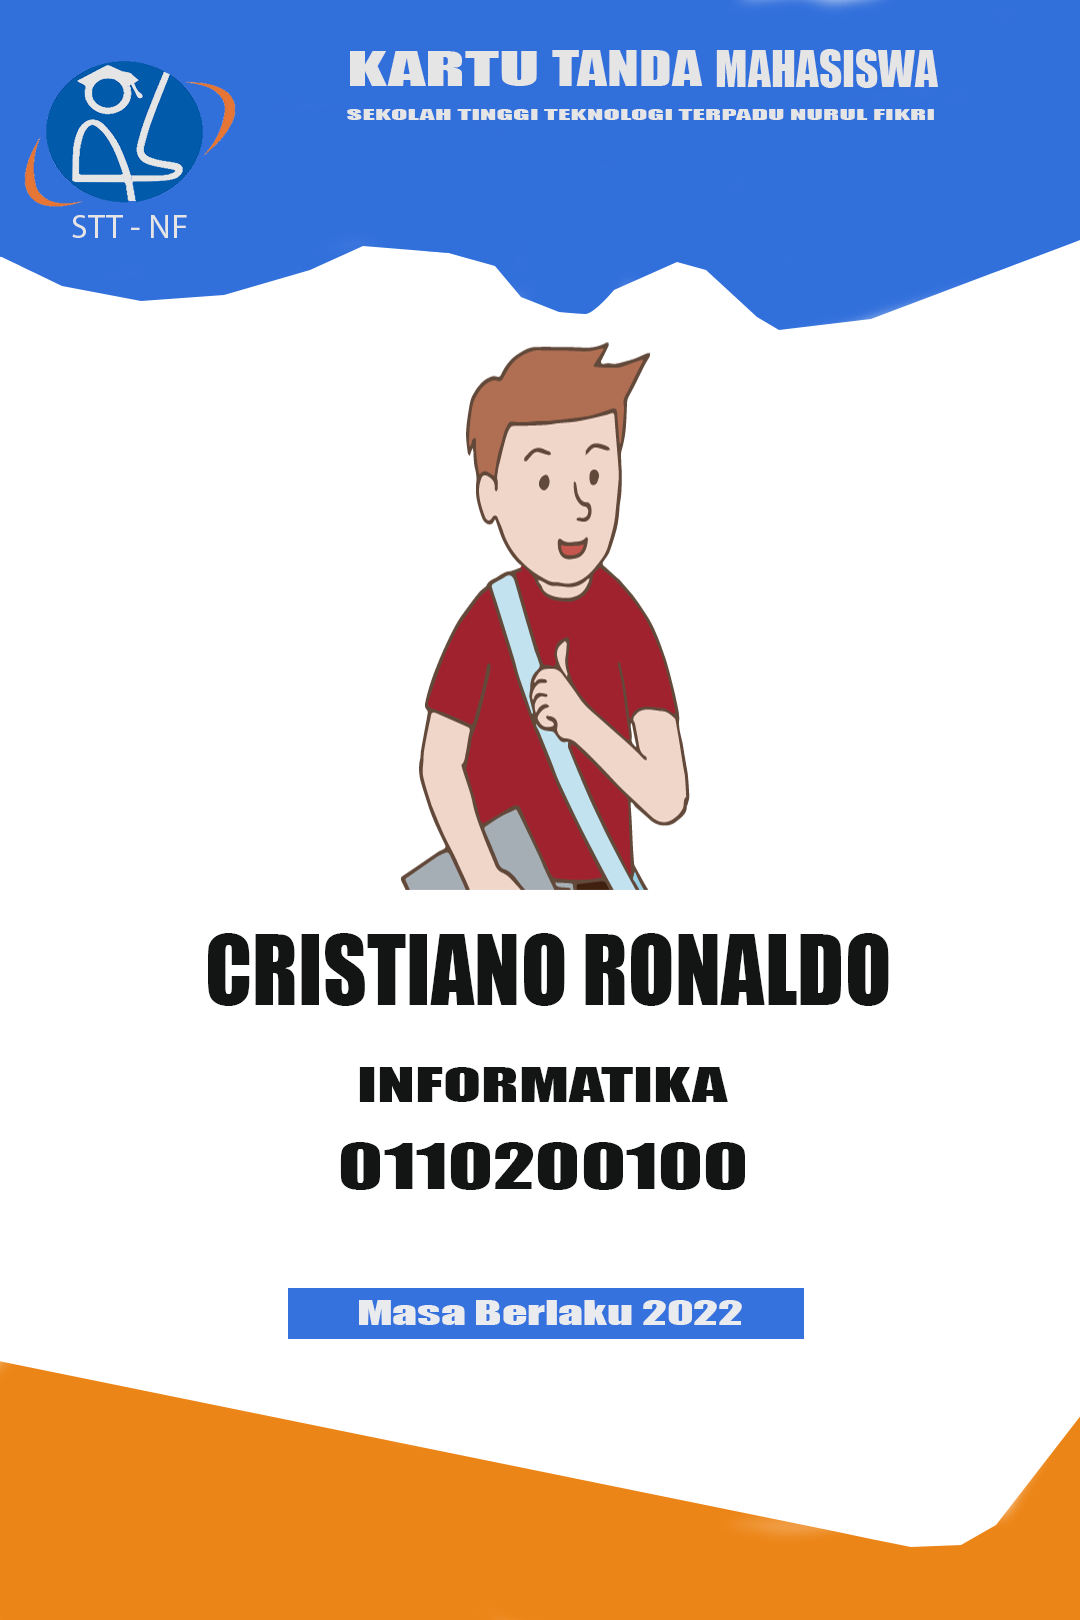 KARTU TANDA MAHASISWA
SEKOLAH TINGGI TEKNOLOGI TERPADU NURUL FIKRI
STT - NF
CRISTIANO RONALDO
INFORMATIKA
0110200100
Masa Berlaku 2022